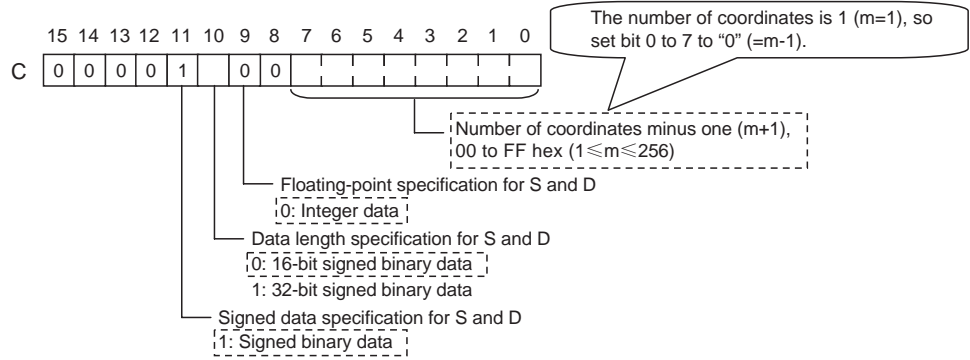 The number of coordinates is 1 (m=1), so
set bit 0 to 7 to “0” (=m-1).
15 14 13 12 11 10 9 8 7 6 5 4 3 2 1 0
C 0 0 0 0 1 0 0
Number of coordinates minus one (m+1),
00 to FF hex (1≤m≤256)
Floating-point specification for S and D
0: Integer data
Data length specification for S and D
0: 16-bit signed binary data
1: 32-bit signed binary data
Signed data specification for S and D
1: Signed binary data